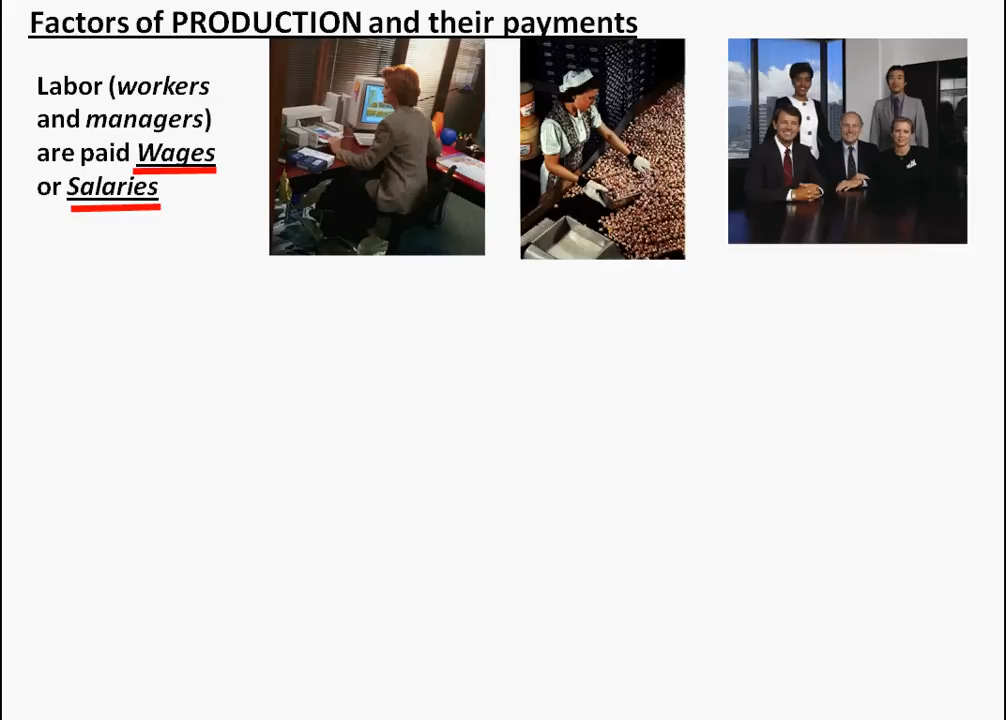 Factors of PRODUCTION and their payments
Labor (workers
and managers)
are paid Wages
or Salaries